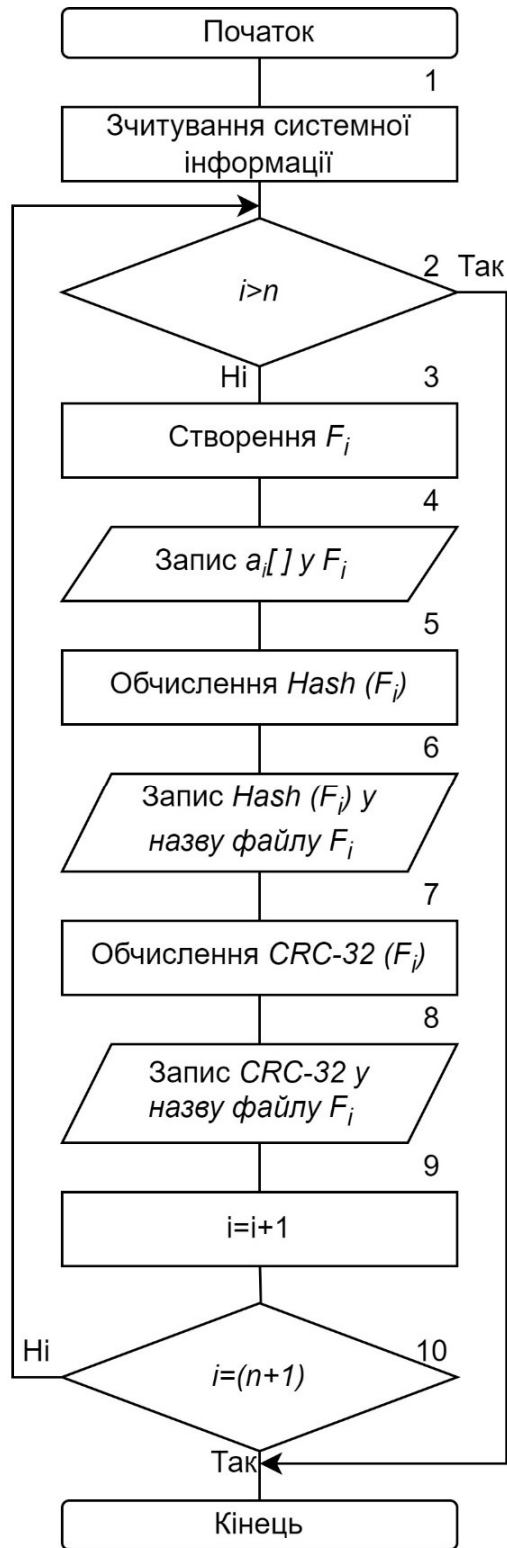 Початок
1
Зчитування системної
інформації
2
Так
i>n
Ні
3
Створення Fi
4
Запис ai[ ] у Fi
5
Обчислення Hash (Fi)
6
Запис Hash (Fi) у
назву файлу Fi
7
Обчислення CRC-32 (Fi)
8
Запис CRC-32 у
назву файлу Fi
9
i=i+1
Ні
10
i=(n+1)
Так
Кінець